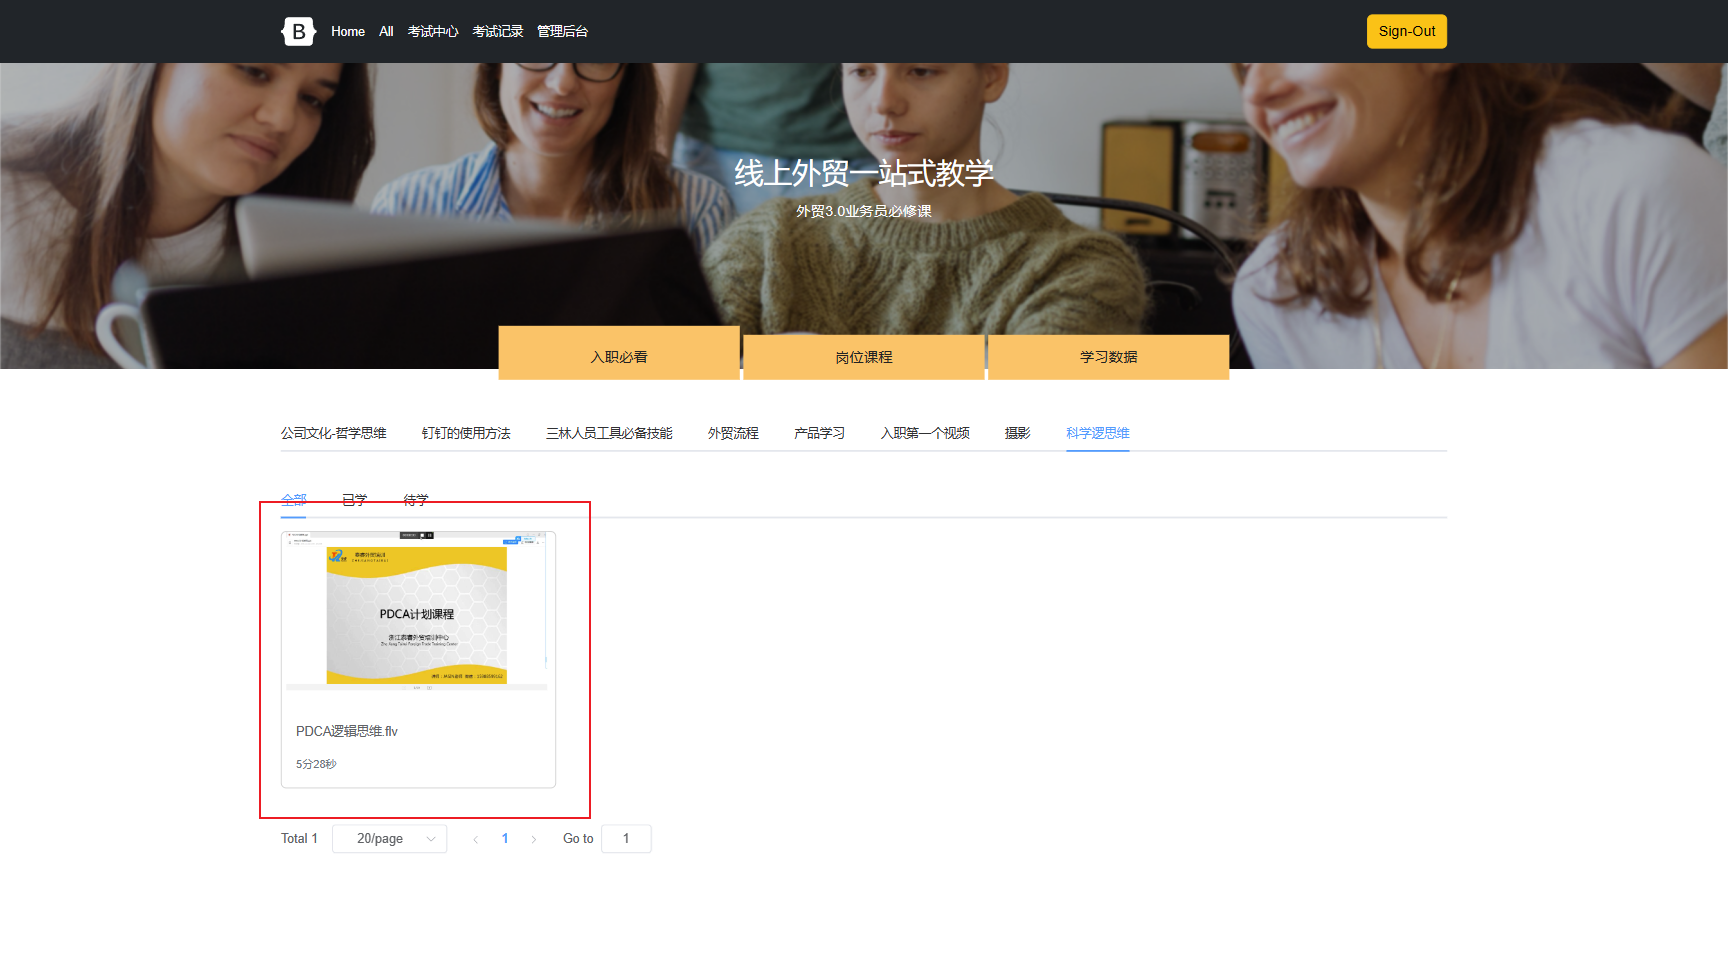 B Home All 考试中心 考试记录 管理后台 Sign-Out
线上外贸一站式教学
外贸3.0业务员必修课
入职必看 岗位课程 学习数据
公司文化-哲学思维 钉钉的使用方法 三林人员工具必备技能 外贸流程 产品学习 入职第一个视频 摄影 科学逻思维
全部 已学 待学
PDCA计划课程
PDCA逻辑思维.flv
5分28秒
Total 1 20/page 1 Go to 1